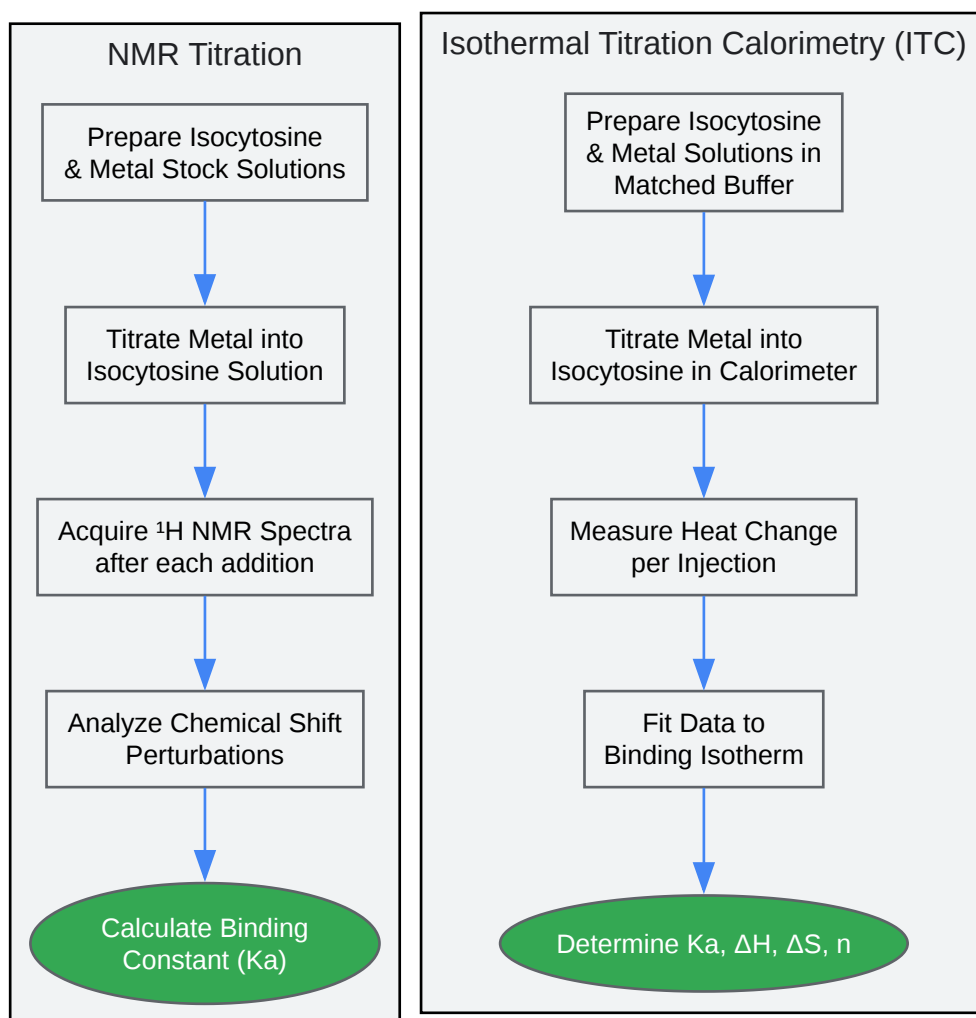 NMR Titration
Prepare Isocytosine
& Metal Stock Solutions
Titrate Metal into
Isocytosine Solution
Acquire ¹H NMR Spectra
after each addition
Analyze Chemical Shift
Perturbations
Calculate Binding
Constant (Ka)
Isothermal Titration Calorimetry (ITC)
Prepare Isocytosine
& Metal Solutions in
Matched Buffer
Titrate Metal into
Isocytosine in Calorimeter
Measure Heat Change
per Injection
Fit Data to
Binding Isotherm
Determine Ka, ΔH, ΔS, n